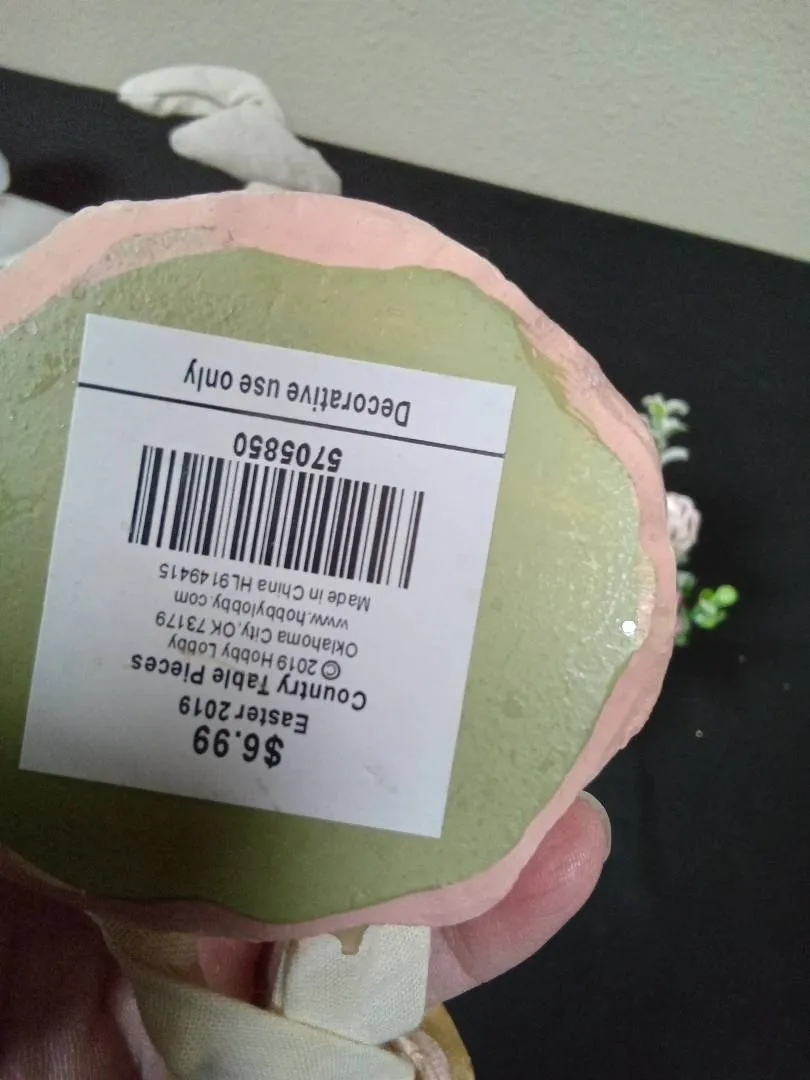 $6.99
Easter 2019
Country Table Pieces
© 2019 Hobby Lobby
Oklahoma City, OK 73179
www.hobbylobby.com
Made in China HL9149415
5705850
Decorative use only